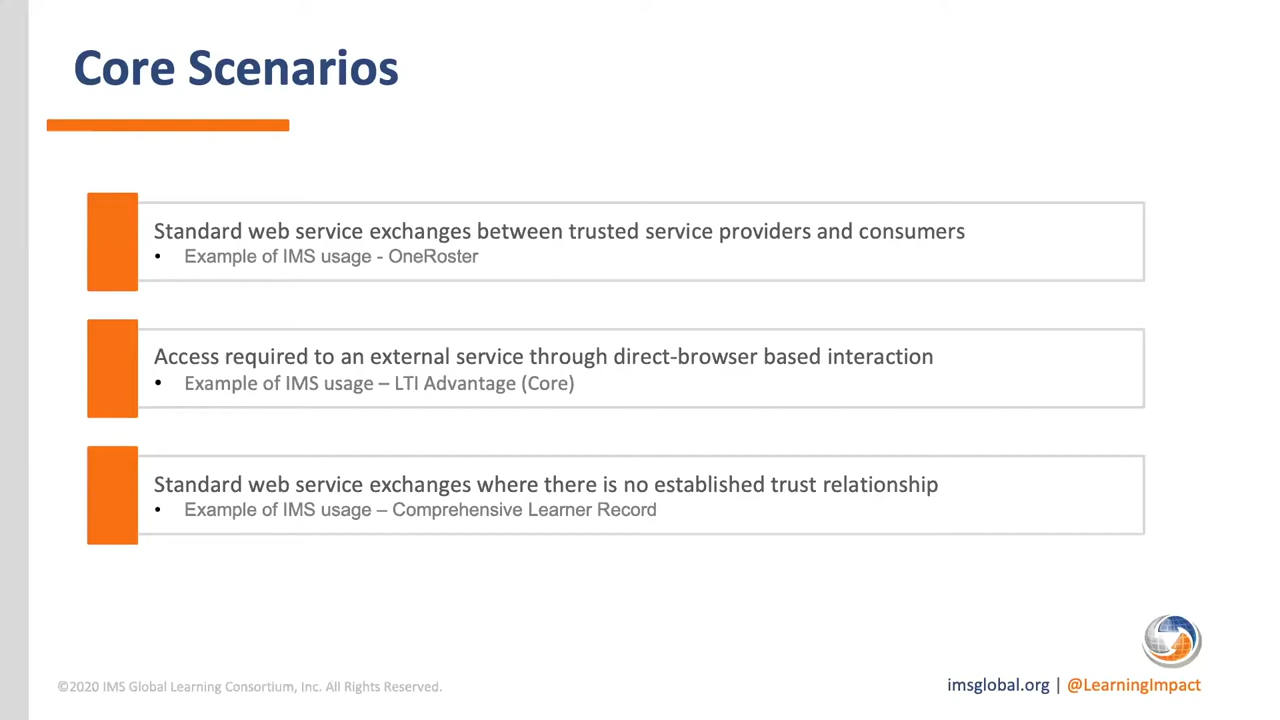 Core Scenarios
Standard web service exchanges between trusted service providers and consumers
• Example of IMS usage - OneRoster
Access required to an external service through direct-browser based interaction
• Example of IMS usage – LTI Advantage (Core)
Standard web service exchanges where there is no established trust relationship
• Example of IMS usage – Comprehensive Learner Record
©2020 IMS Global Learning Consortium, Inc. All Rights Reserved.
imsglobal.org | @LearningImpact